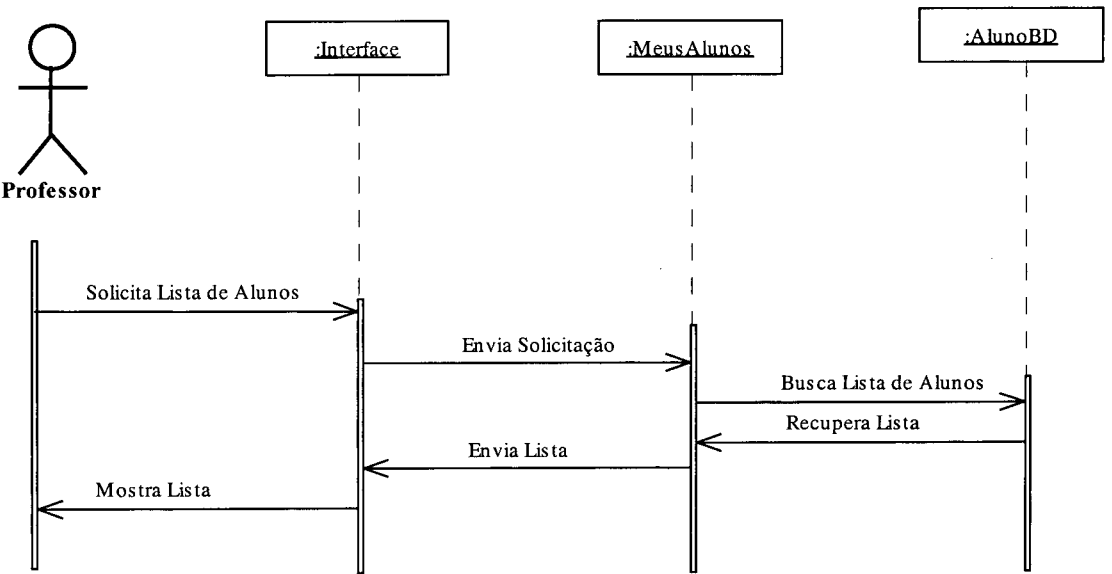 :Interface
:MeusAlunos
:AlunoBD
Professor
Solicita Lista de Alunos
Envia Solicitação
Busca Lista de Alunos
Recupera Lista
Envia Lista
Mostra Lista